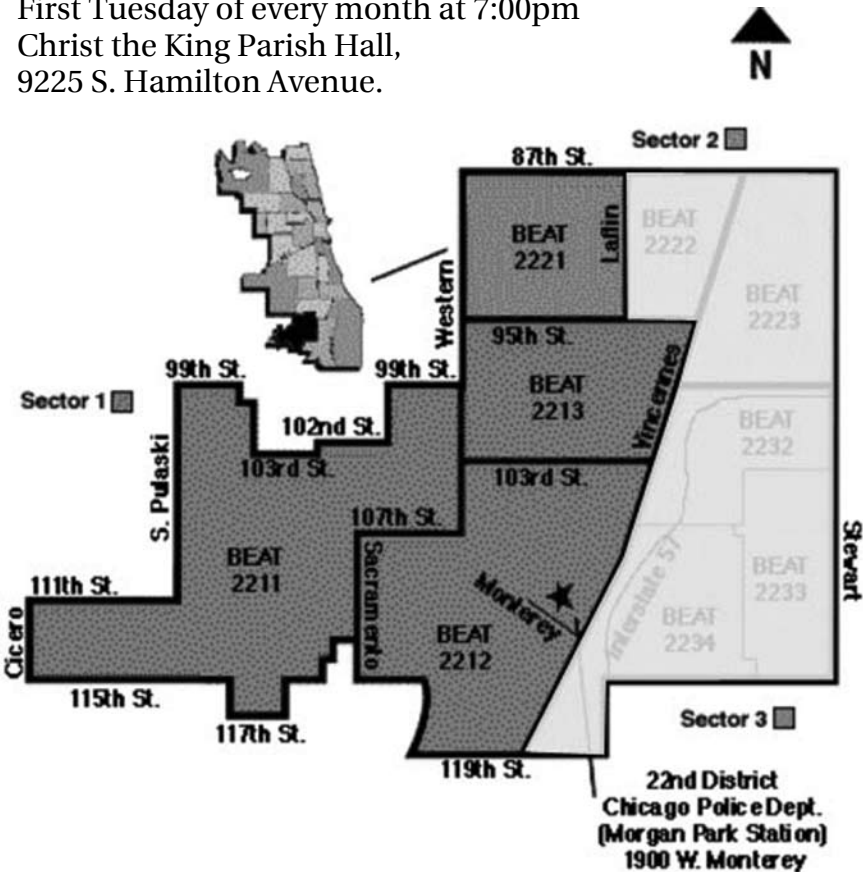 First Tuesday of every month at 7:00pm
Christ the King Parish Hall,
9225 S. Hamilton Avenue.
N
Sector 2
87th St.
BEAT
2221
Laflin
BEAT
2222
BEAT
2223
Western
95th St.
BEAT
2213
Vincennes
99th St.
99th St.
Sector 1
102nd St.
103rd St.
BEAT
2232
103rd St.
S. Pulaski
107th St.
BEAT
2211
Sacramento
Monterey
BEAT
2212
Interstate 57
BEAT
2233
BEAT
2234
Stewart
111th St.
Cicero
115th St.
117th St.
119th St.
Sector 3
22nd District
Chicago Police Dept.
(Morgan Park Station)
1900 W. Monterey